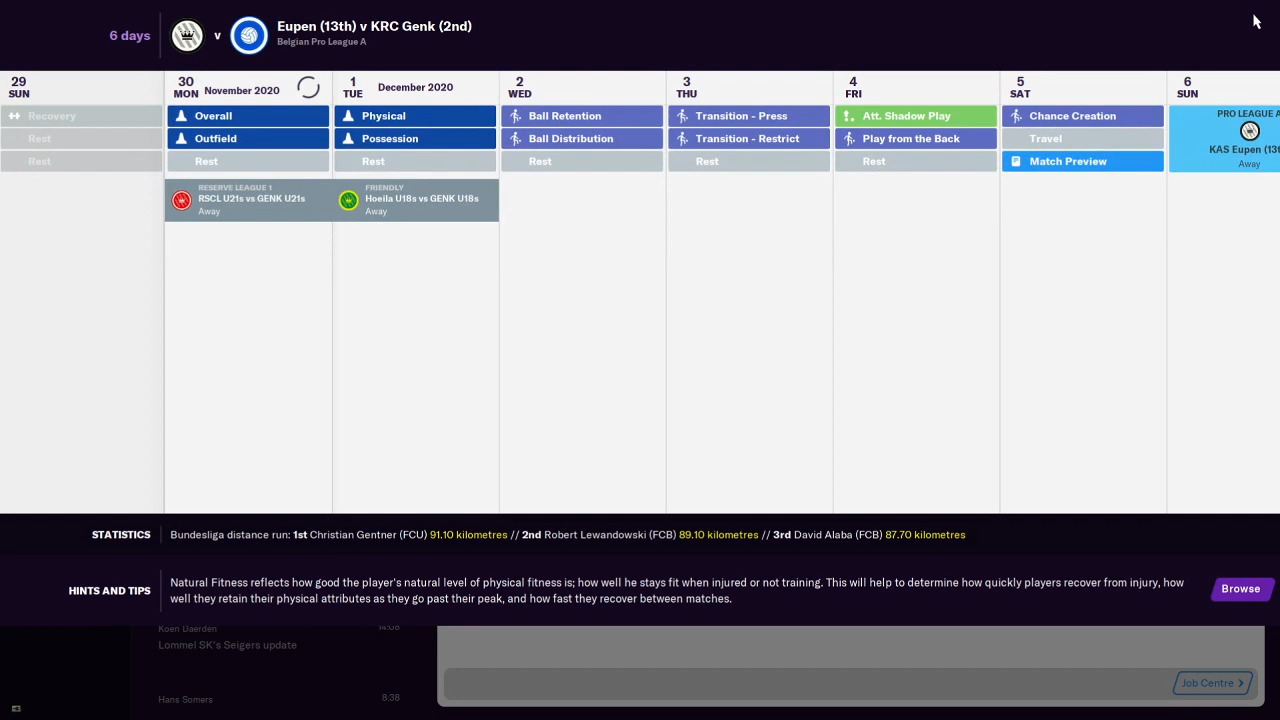 6 days
v
Eupen (13th) v KRC Genk (2nd)
Belgian Pro League A
29
SUN
30
MON
November 2020
1
TUE
December 2020
2
WED
3
THU
4
FRI
5
SAT
6
SUN
Recovery
Rest
Rest
Overall
Outfield
Rest
RESERVE LEAGUE 1
RSCL U21s vs GENK U21s
Away
Physical
Possession
Rest
FRIENDLY
Hoeila U18s vs GENK U18s
Away
Ball Retention
Ball Distribution
Rest
Transition - Press
Transition - Restrict
Rest
Att. Shadow Play
Play from the Back
Rest
Chance Creation
Travel
Match Preview
PRO LEAGUE A
KAS Eupen (13t
Away
STATISTICS
Bundesliga distance run: 1st Christian Gentner (FCU) 91.10 kilometres // 2nd Robert Lewandowski (FCB) 89.10 kilometres // 3rd David Alaba (FCB) 87.70 kilometres
HINTS AND TIPS
Natural Fitness reflects how good the player's natural level of physical fitness is; how well he stays fit when injured or not training. This will help to determine how quickly players recover from injury, how
well they retain their physical attributes as they go past their peak, and how fast they recover between matches.
Browse
Koen Daerden
14:08
Lommel SK's Seigers update
Hans Somers
8:38
Job Centre